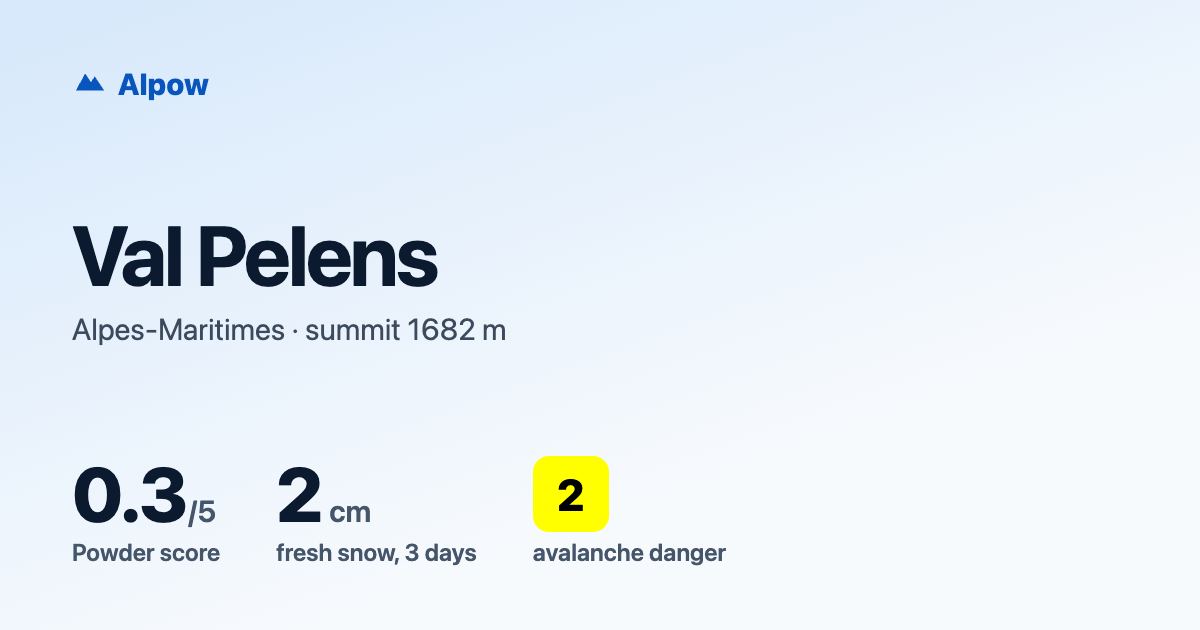 Alpow
Val Pelens
Alpes-Maritimes · summit 1682 m
0.3/5
Powder score
2 cm
fresh snow, 3 days
2
avalanche danger